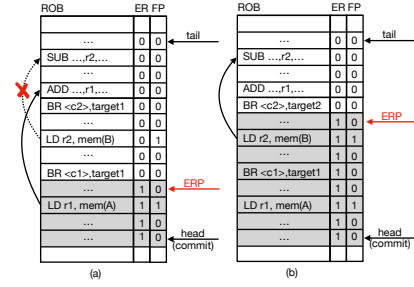 ROB ER FP
... 0 0 tail
SUB ...,r2,... 0 0
... 0 0
ADD ...,r1,... 0 0
BR <c2>,target1 0 0
... 0 0
LD r2, mem(B) 0 1
... 0 0
BR <c1>,target1 0 0
... 1 0 ERP
LD r1, mem(A) 1 1
... 1 0
... 1 0 head
(commit)
(a)
ROB ER FP
... 0 0 tail
SUB ...,r2,... 0 0
... 0 0
ADD ...,r1,... 0 0
BR <c2>,target2 0 0
... 1 0 ERP
LD r2, mem(B) 1 1
... 1 0
BR <c1>,target1 1 0
... 1 0
LD r1, mem(A) 1 1
... 1 0
... 1 0 head
(commit)
(b)